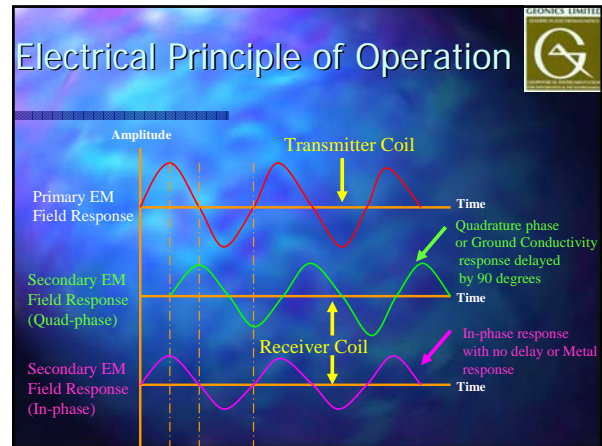 GEONICS LIMITED
Electrical Principle of Operation
Amplitude
Transmitter Coil
Primary EM
Field Response
Time
Quadrature phase
or Ground Conductivity
response delayed
by 90 degrees
Secondary EM
Field Response
(Quad-phase)
Time
Receiver Coil
In-phase response
with no delay or Metal
response
Secondary EM
Field Response
(In-phase)
Time